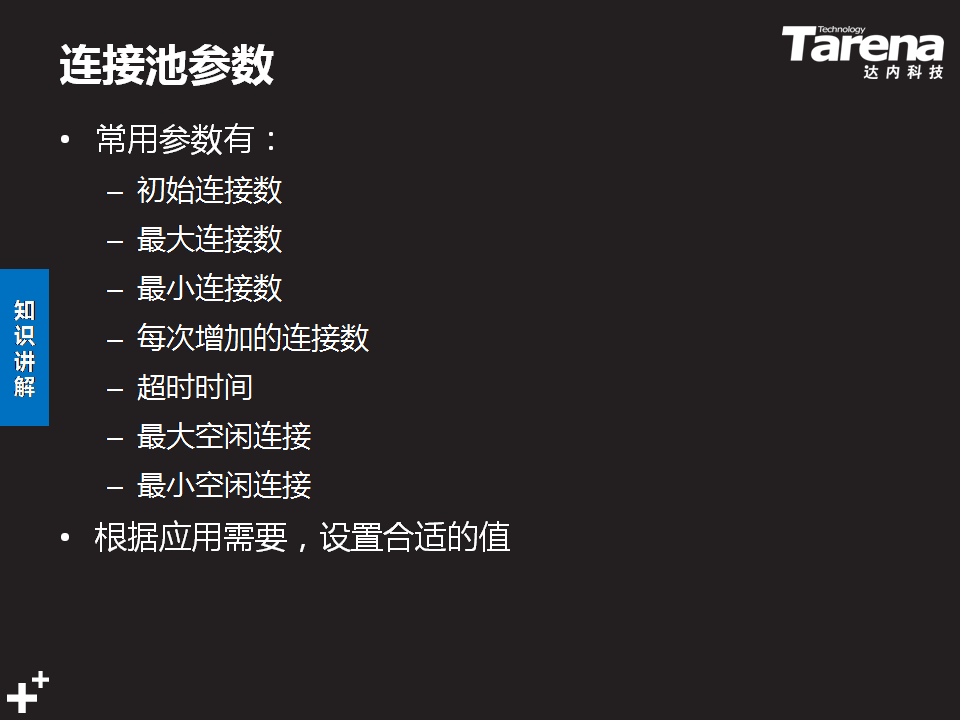 连接池参数
Technology
Tarena
达内科技
• 常用参数有：
– 初始连接数
– 最大连接数
– 最小连接数
– 每次增加的连接数
– 超时时间
– 最大空闲连接
– 最小空闲连接
• 根据应用需要，设置合适的值
知识讲解